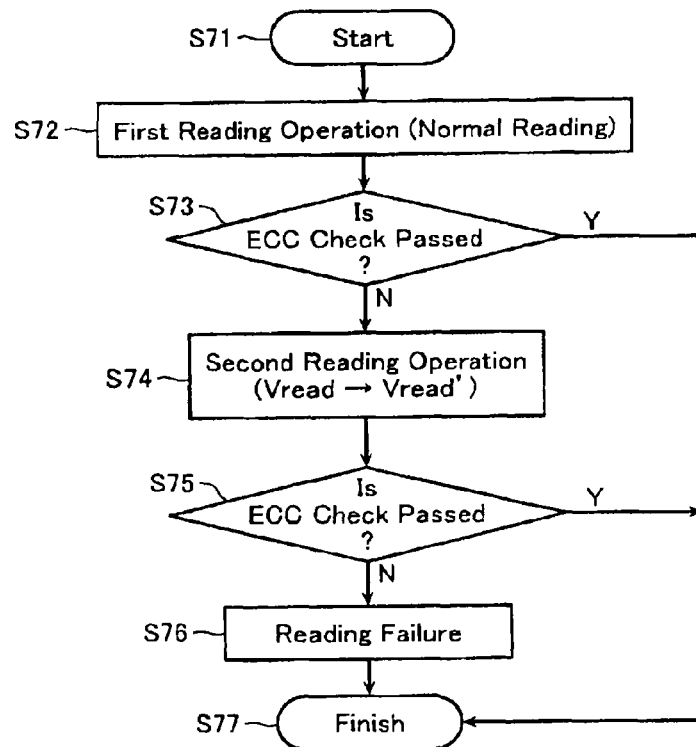 S71
Start
S72
First Reading Operation (Normal Reading)
S73
Is
ECC Check Passed
?
Y
N
S74
Second Reading Operation
(Vread → Vread')
S75
Is
ECC Check Passed
?
Y
N
S76
Reading Failure
S77
Finish